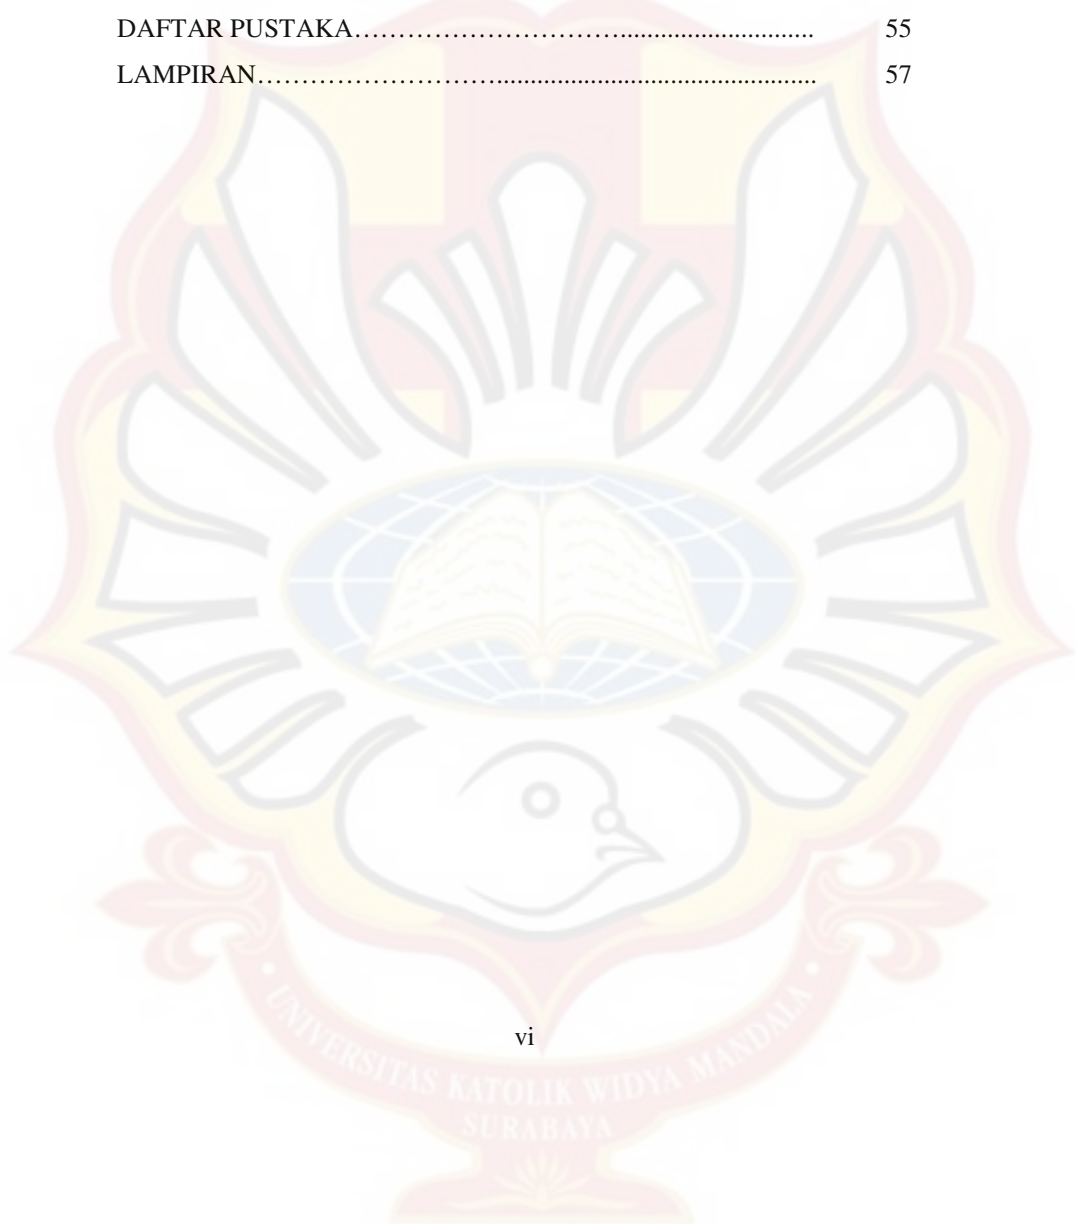 DAFTAR PUSTAKA………………………….............................. 55
LAMPIRAN………………………................................................ 57
vi
UNIVERSITAS KATOLIK WIDYA MANDALA
SURABAYA